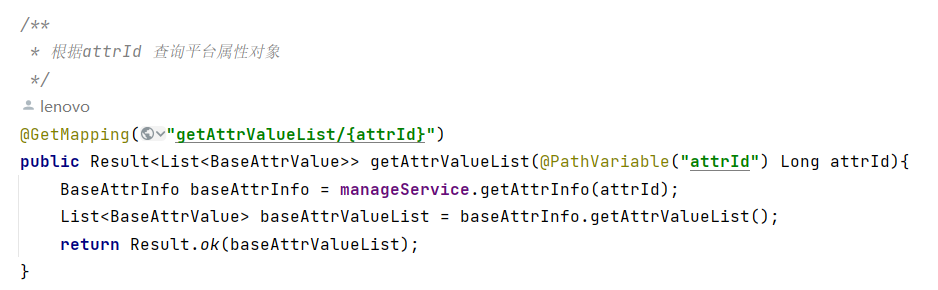 /**
 * 根据attrId 查询平台属性对象
 */
lenovo
@GetMapping("getAttrValueList/{attrId}")
public Result<List<BaseAttrValue>> getAttrValueList(@PathVariable("attrId") Long attrId){
    BaseAttrInfo baseAttrInfo = manageService.getAttrInfo(attrId);
    List<BaseAttrValue> baseAttrValueList = baseAttrInfo.getAttrValueList();
    return Result.ok(baseAttrValueList);
}